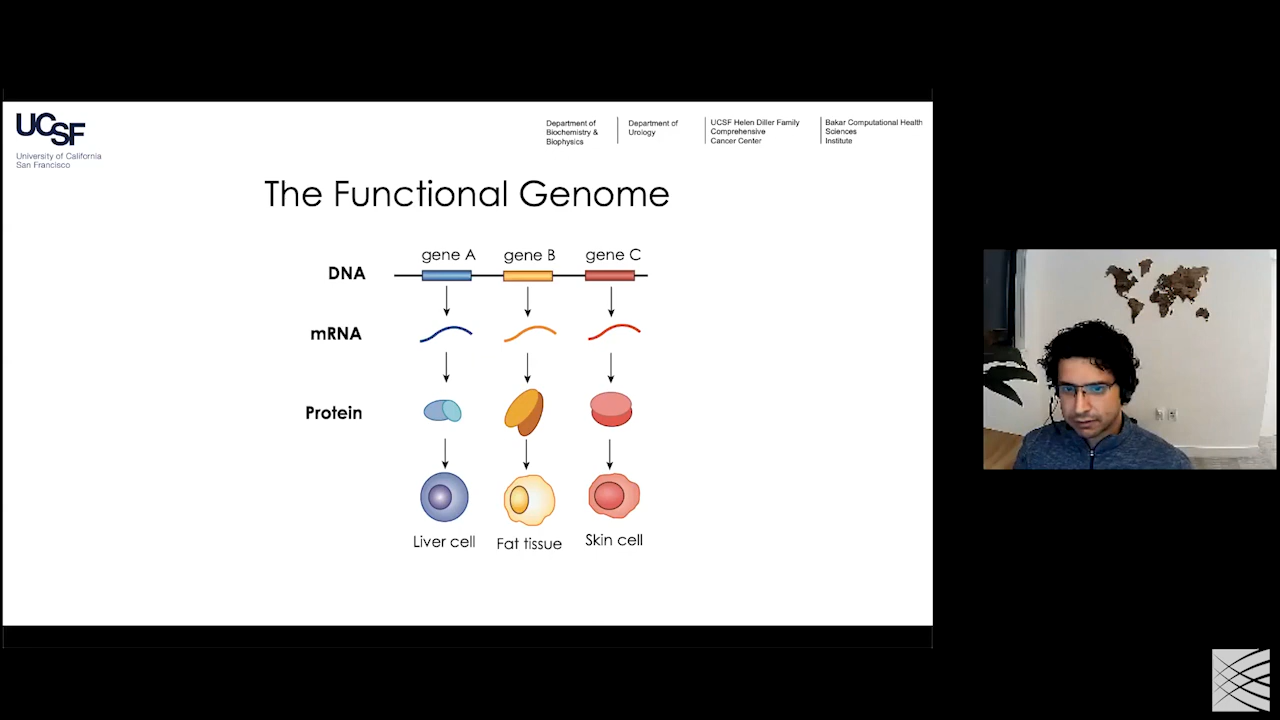 UCSF
University of California
San Francisco
Department of
Biochemistry &
Biophysics
Department of
Urology
UCSF Helen Diller Family
Comprehensive
Cancer Center
Bakar Computational Health
Sciences
Institute
The Functional Genome
gene A
gene B
gene C
DNA
mRNA
Protein
Liver cell
Fat tissue
Skin cell